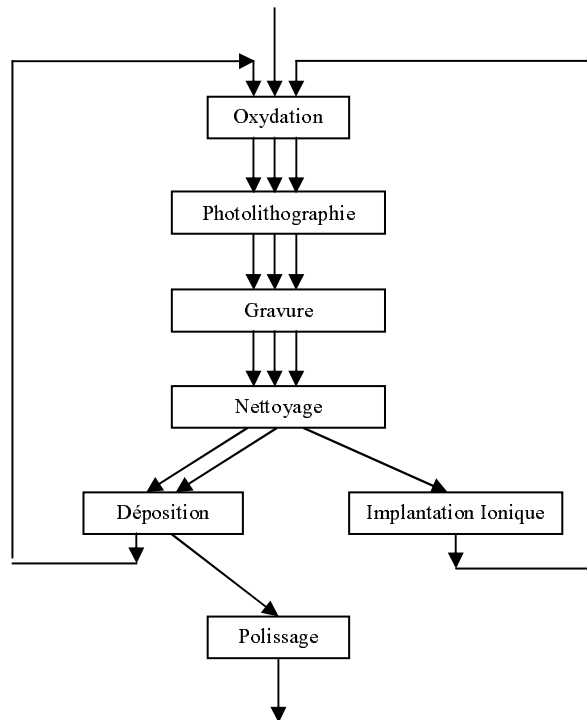 Oxydation
Photolithographie
Gravure
Nettoyage
Déposition
Implantation Ionique
Polissage